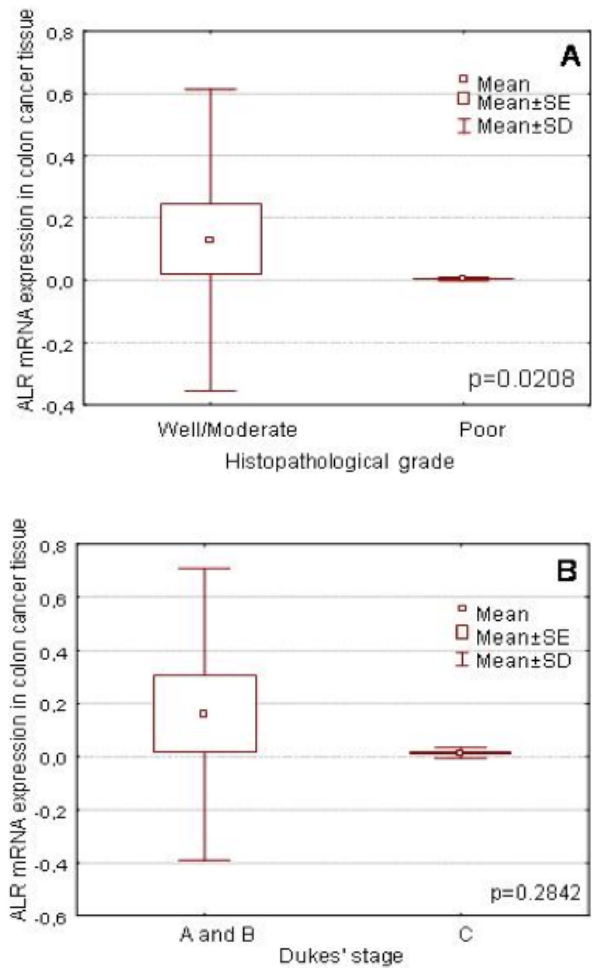 A
0,8
0,6
0,4
0,2
0,0
-0,2
-0,4
ALR mRNA expression in colon cancer tissue
Mean
Mean±SE
Mean±SD
p=0.0208
Well/Moderate Poor
Histopathological grade
B
0,8
0,6
0,4
0,2
0,0
-0,2
-0,4
-0,6
ALR mRNA expression in colon cancer tissue
Mean
Mean±SE
Mean±SD
p=0.2842
A and B C
Dukes' stage